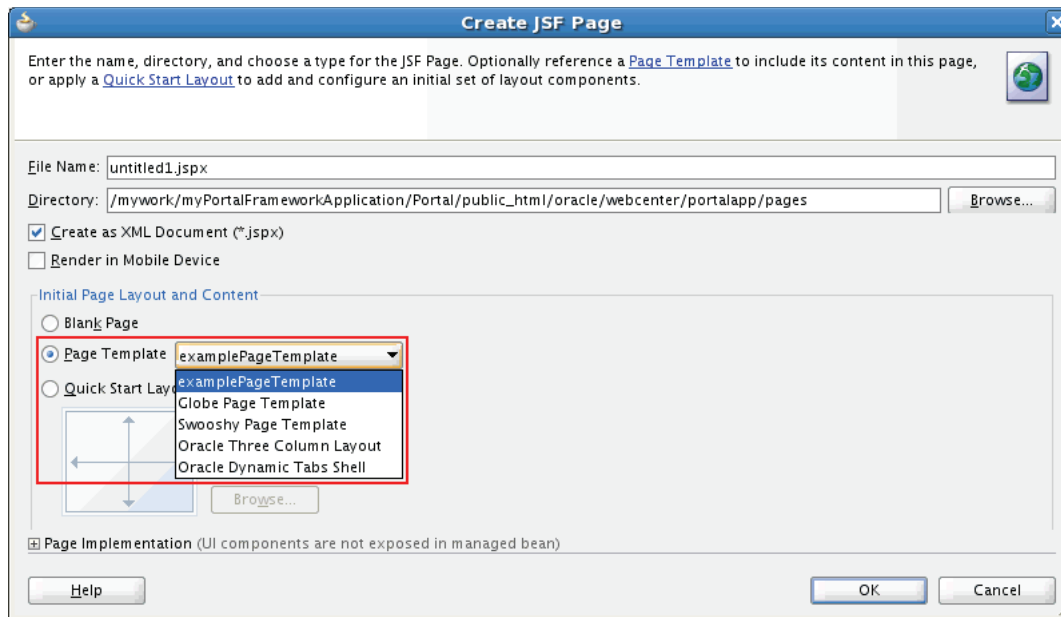 Create JSF Page
Enter the name, directory, and choose a type for the JSF Page. Optionally reference a Page Template to include its content in this page,
or apply a Quick Start Layout to add and configure an initial set of layout components.
File Name: untitled1.jspx
Directory: /mywork/myPortalFrameworkApplication/Portal/public_html/oracle/webcenter/portalapp/pages Browse...
Create as XML Document (*.jspx)
Render in Mobile Device
Initial Page Layout and Content
Blank Page
Page Template examplePageTemplate
Quick Start Layo
examplePageTemplate
Globe Page Template
Swooshy Page Template
Oracle Three Column Layout
Oracle Dynamic Tabs Shell
Browse...
Page Implementation (UI components are not exposed in managed bean)
Help OK Cancel